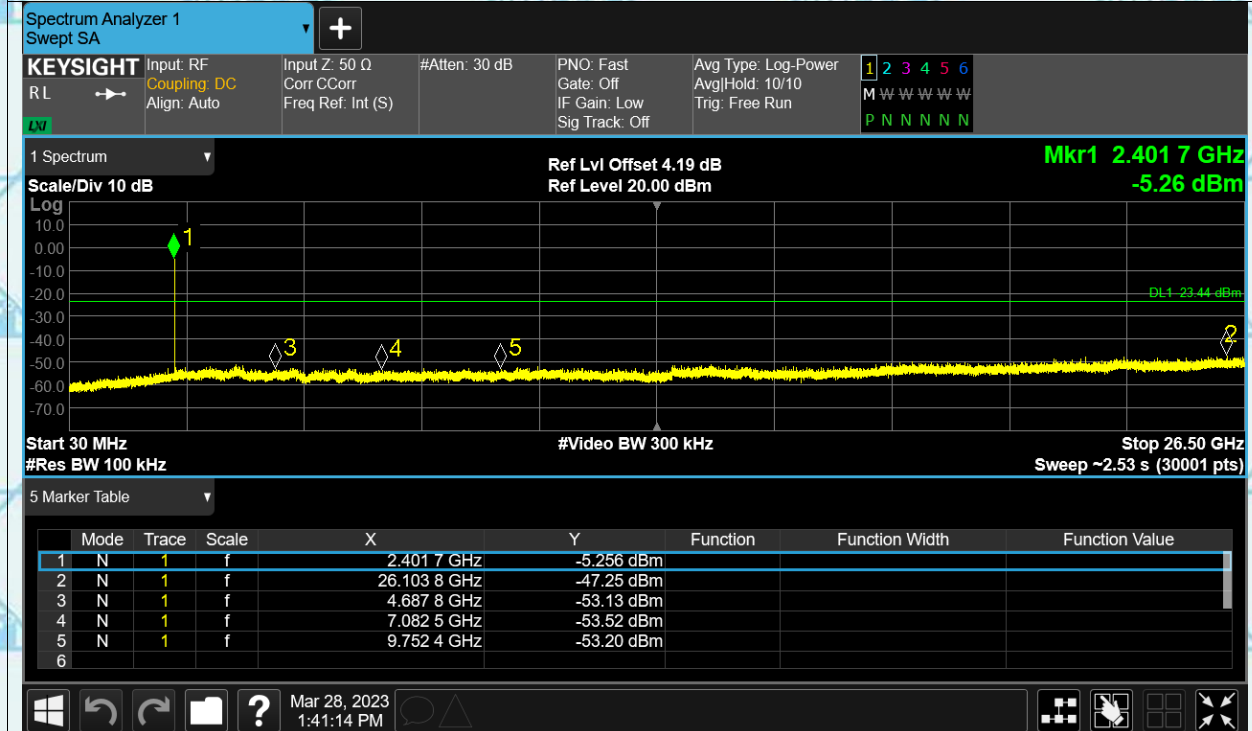 Spectrum Analyzer 1
Swept SA
+
KEYSIGHT
R L
LXI
Input: RF
Coupling: DC
Align: Auto
Input Z: 50 Ω
Corr CCorr
Freq Ref: Int (S)
#Atten: 30 dB
PNO: Fast
Gate: Off
IF Gain: Low
Sig Track: Off
Avg Type: Log-Power
Avg|Hold: 10/10
Trig: Free Run
1 2 3 4 5 6
M W W W W W
P N N N N N
1 Spectrum
Scale/Div 10 dB
Ref Lvl Offset 4.19 dB
Ref Level 20.00 dBm
Mkr1 2.401 7 GHz
-5.26 dBm
Log
10.0
0.00
-10.0
-20.0
-30.0
-40.0
-50.0
-60.0
-70.0
1
3
4
5
2
DL1 -23.44 dBm
Start 30 MHz
#Video BW 300 kHz
Stop 26.50 GHz
#Res BW 100 kHz
Sweep ~2.53 s (30001 pts)
5 Marker Table
Mode Trace Scale X Y Function Function Width Function Value
1 N 1 f 2.401 7 GHz -5.256 dBm
2 N 1 f 26.103 8 GHz -47.25 dBm
3 N 1 f 4.687 8 GHz -53.13 dBm
4 N 1 f 7.082 5 GHz -53.52 dBm
5 N 1 f 9.752 4 GHz -53.20 dBm
6
?
Mar 28, 2023
1:41:14 PM